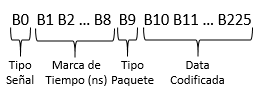 B0 B1 B2 ... B8 B9 B10 B11 ... B225
Tipo Marca de Tipo Data
Señal Tiempo (ns) Paquete Codificada